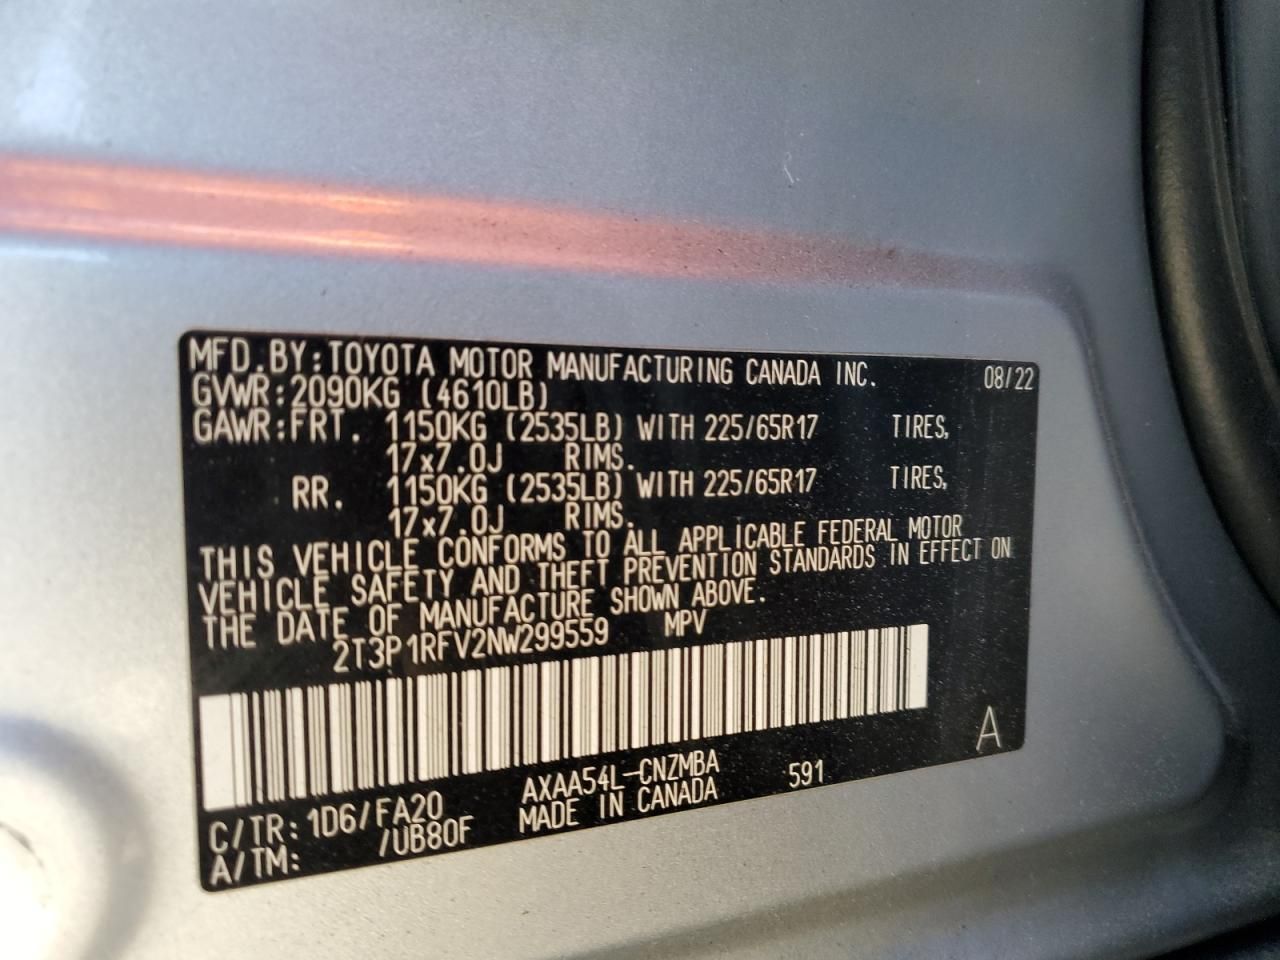 MFD.BY:TOYOTA MOTOR MANUFACTURING CANADA INC. 08/22
GVWR:2090KG (4610LB)
GAWR:FRT. 1150KG (2535LB) WITH 225/65R17 TIRES,
17x7.0J RIMS.
RR. 1150KG (2535LB) WITH 225/65R17 TIRES,
17x7.0J RIMS.
THIS VEHICLE CONFORMS TO ALL APPLICABLE FEDERAL MOTOR
VEHICLE SAFETY AND THEFT PREVENTION STANDARDS IN EFFECT ON
THE DATE OF MANUFACTURE SHOWN ABOVE.
2T3P1RFV2NW299559 MPV
A
C/TR: 1D6/FA20 AXAA54L-CNZMBA 591
A/TM: /UB80F MADE IN CANADA